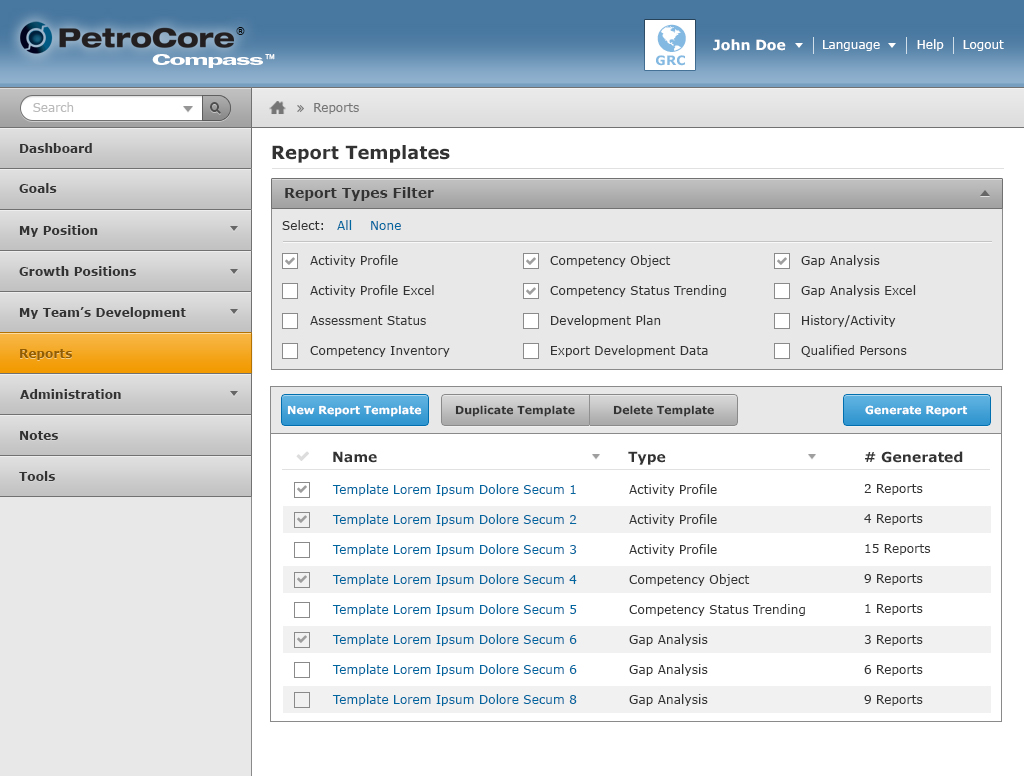 PetroCore®
Compass™
GRC
John Doe
Language
Help
Logout
Search
» Reports
Dashboard
Goals
My Position
Growth Positions
My Team’s Development
Reports
Administration
Notes
Tools
Report Templates
Report Types Filter
Select: All None
Activity Profile Competency Object Gap Analysis
Activity Profile Excel Competency Status Trending Gap Analysis Excel
Assessment Status Development Plan History/Activity
Competency Inventory Export Development Data Qualified Persons
New Report Template Duplicate Template Delete Template Generate Report
Name Type # Generated
Template Lorem Ipsum Dolore Secum 1 Activity Profile 2 Reports
Template Lorem Ipsum Dolore Secum 2 Activity Profile 4 Reports
Template Lorem Ipsum Dolore Secum 3 Activity Profile 15 Reports
Template Lorem Ipsum Dolore Secum 4 Competency Object 9 Reports
Template Lorem Ipsum Dolore Secum 5 Competency Status Trending 1 Reports
Template Lorem Ipsum Dolore Secum 6 Gap Analysis 3 Reports
Template Lorem Ipsum Dolore Secum 6 Gap Analysis 6 Reports
Template Lorem Ipsum Dolore Secum 8 Gap Analysis 9 Reports